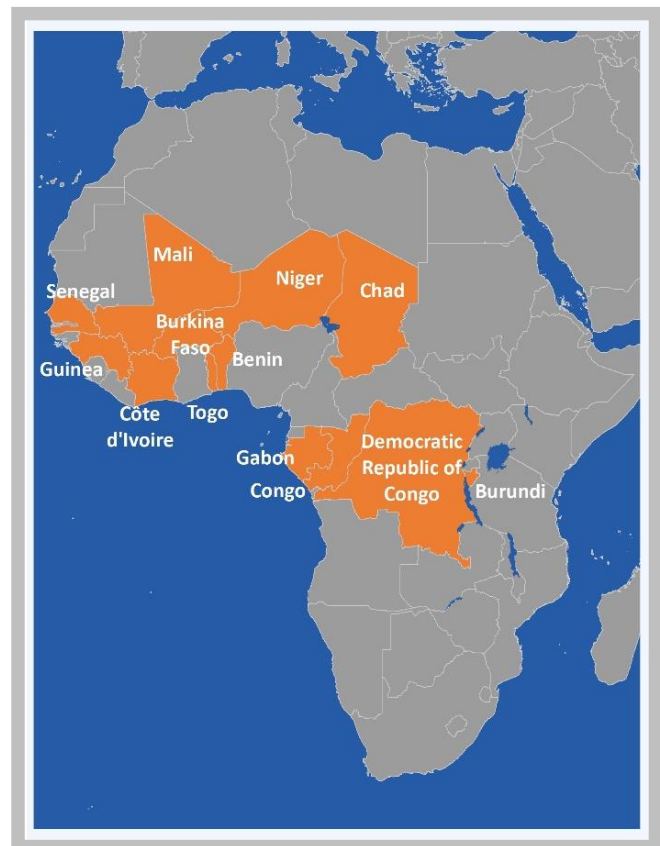 Mali
Niger
Chad
Senegal
Burkina
Faso
Benin
Guinea
Côte
d'Ivoire
Togo
Gabon
Congo
Democratic
Republic of
Congo
Burundi